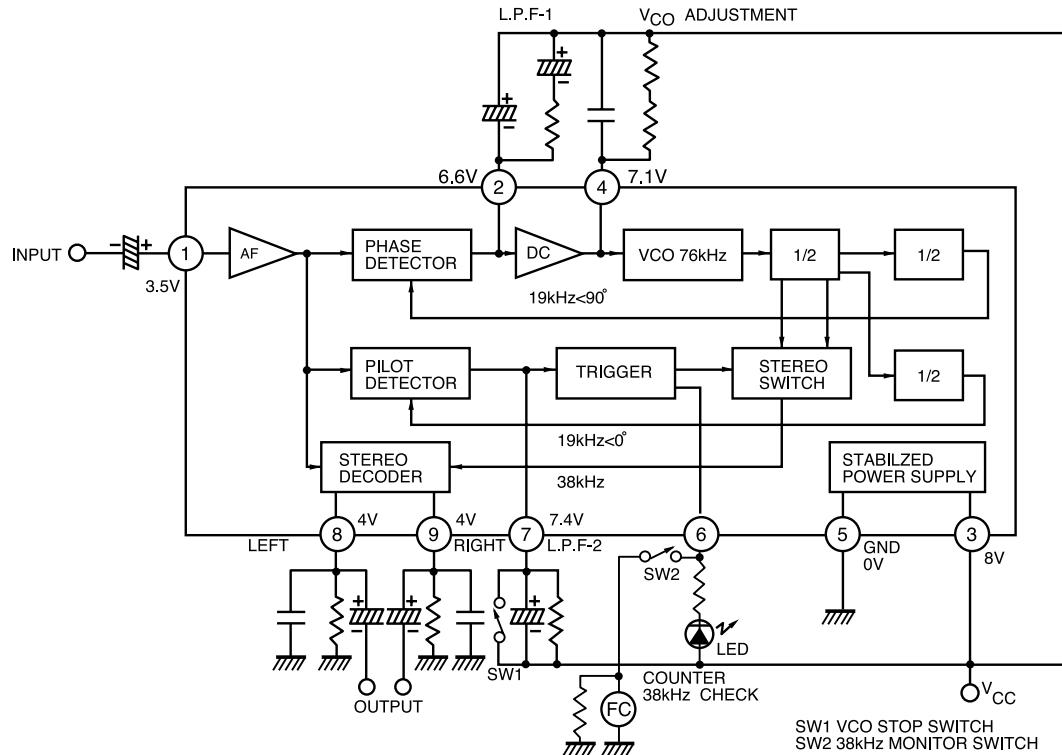 L.P.F-1
VCO ADJUSTMENT
+
+
−
−
6.6V
2
4
7.1V
INPUT
−
+
1
3.5V
AF
PHASE
DETECTOR
DC
VCO 76kHz
1/2
1/2
19kHz<90°
PILOT
DETECTOR
TRIGGER
STEREO
SWITCH
1/2
19kHz<0°
STEREO
DECODER
38kHz
STABILZED
POWER SUPPLY
LEFT
8
4V
9
4V
RIGHT
7
7.4V
L.P.F-2
6
5
GND
0V
3
8V
SW2
+
−
+
−
+
−
SW1
LED
OUTPUT
COUNTER
38kHz CHECK
FC
VCC
SW1 VCO STOP SWITCH
SW2 38kHz MONITOR SWITCH